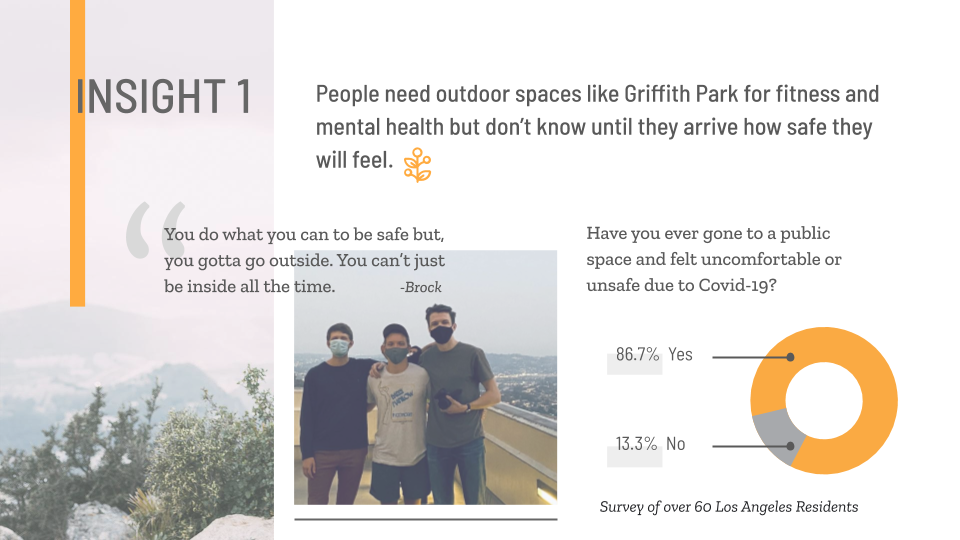 INSIGHT 1
People need outdoor spaces like Griffith Park for fitness and
mental health but don’t know until they arrive how safe they
will feel.
“
You do what you can to be safe but,
you gotta go outside. You can’t just
be inside all the time. -Brock
Have you ever gone to a public
space and felt uncomfortable or
unsafe due to Covid-19?
86.7% Yes
13.3% No
Survey of over 60 Los Angeles Residents